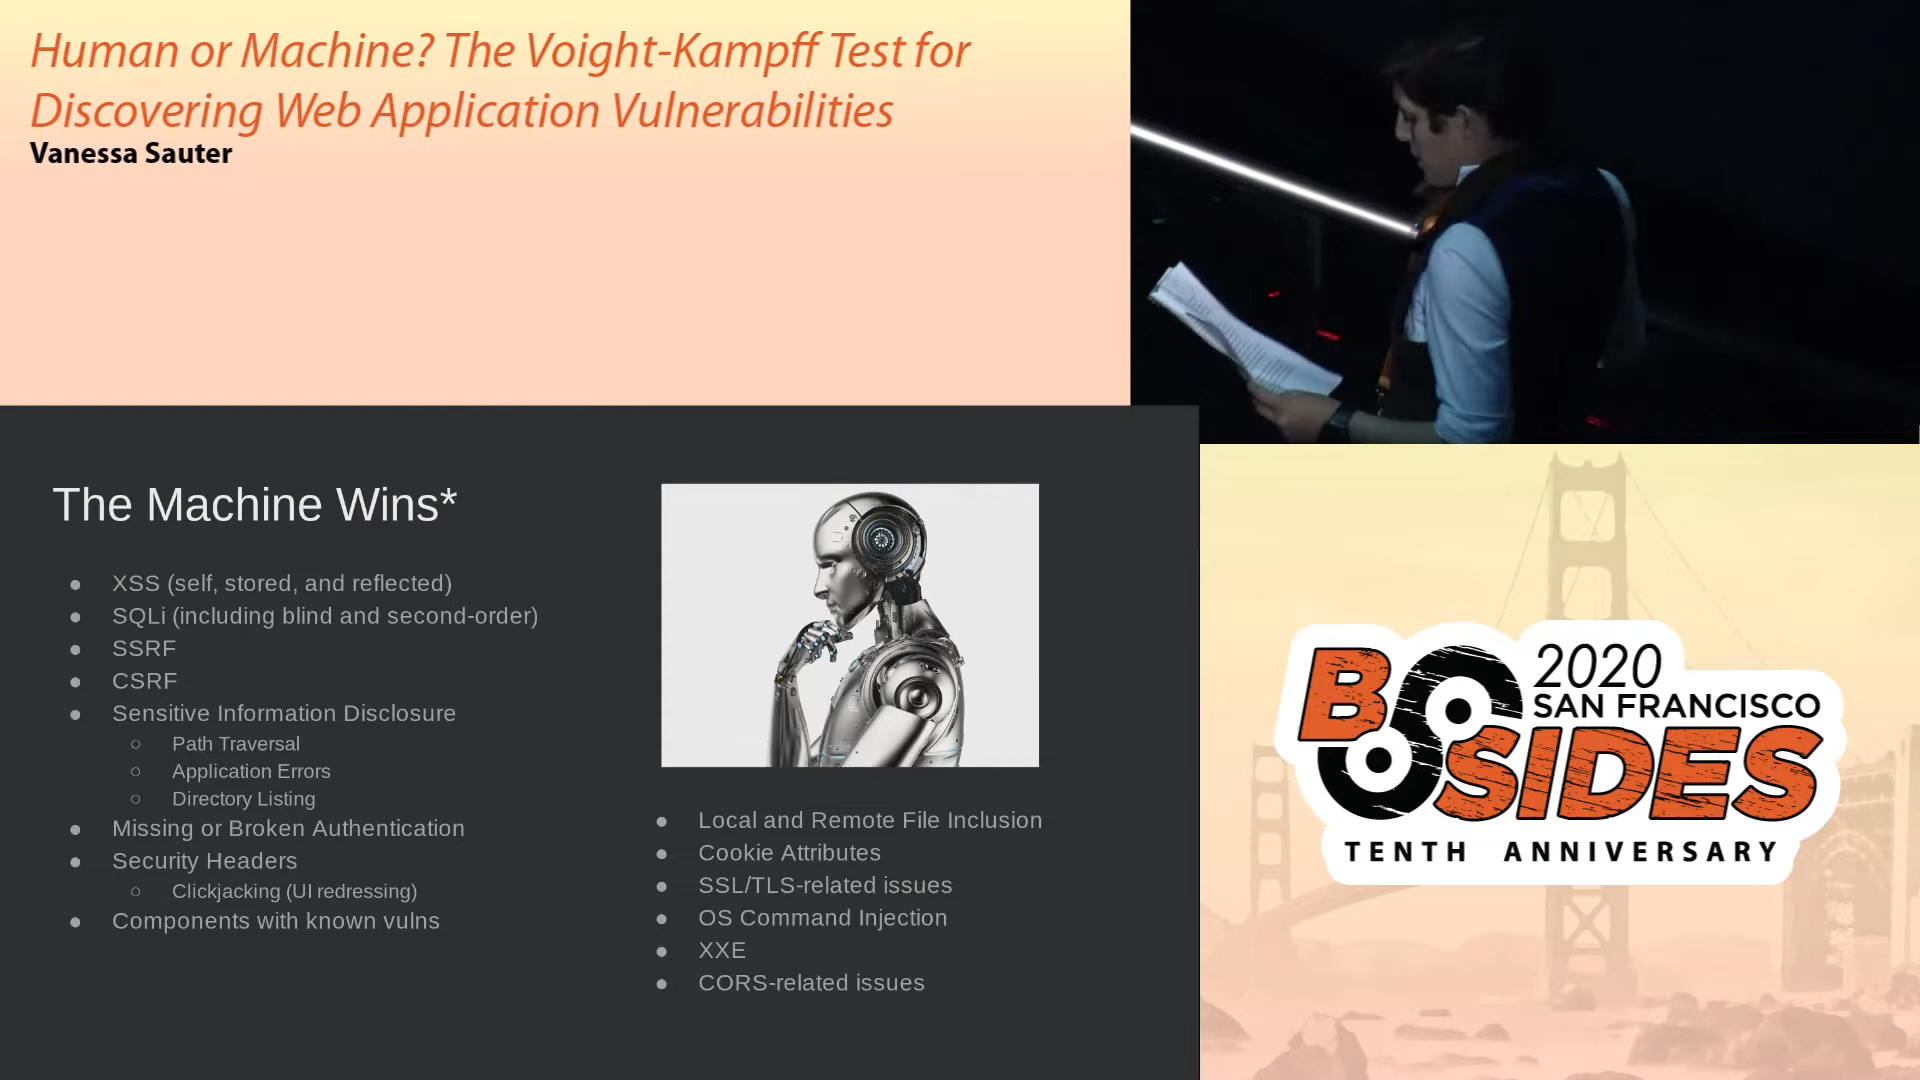 Human or Machine? The Voight-Kampff Test for
Discovering Web Application Vulnerabilities
Vanessa Sauter
The Machine Wins*
XSS (self, stored, and reflected)
SQLi (including blind and second-order)
SSRF
CSRF
Sensitive Information Disclosure
Path Traversal
Application Errors
Directory Listing
Missing or Broken Authentication
Security Headers
Clickjacking (UI redressing)
Components with known vulns
Local and Remote File Inclusion
Cookie Attributes
SSL/TLS-related issues
OS Command Injection
XXE
CORS-related issues
2020
SAN FRANCISCO
BSIDES
TENTH ANNIVERSARY